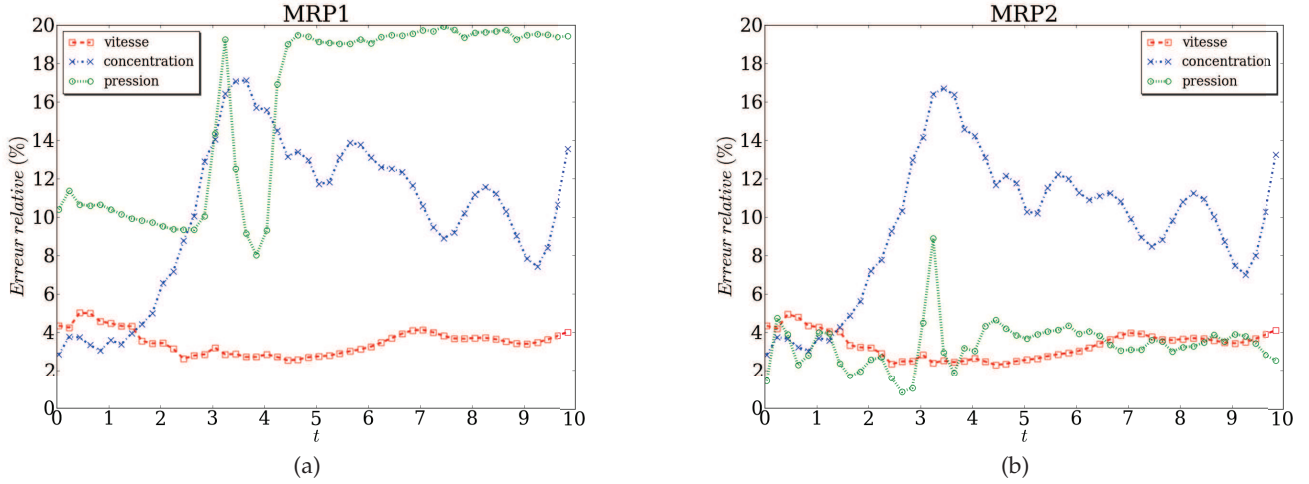 MRP1
20
18
16
14
12
10
8
6
4
2
0
Erreur relative (%)
vitesse
concentration
pression
0 1 2 3 4 5 6 7 8 9 10
t
(a)
MRP2
20
18
16
14
12
10
8
6
4
2
0
Erreur relative (%)
vitesse
concentration
pression
0 1 2 3 4 5 6 7 8 9 10
t
(b)